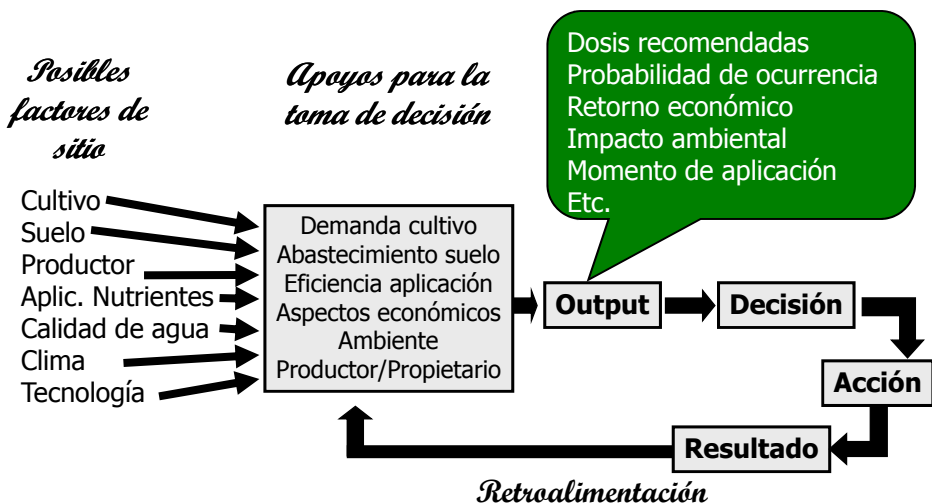 Posibles
factores de
sitio
Cultivo
Suelo
Productor
Aplic. Nutrientes
Calidad de agua
Clima
Tecnología
Apoyos para la
toma de decisión
Demanda cultivo
Abastecimiento suelo
Eficiencia aplicación
Aspectos económicos
Ambiente
Productor/Propietario
Dosis recomendadas
Probabilidad de ocurrencia
Retorno económico
Impacto ambiental
Momento de aplicación
Etc.
Output
Decisión
Acción
Resultado
Retroalimentación